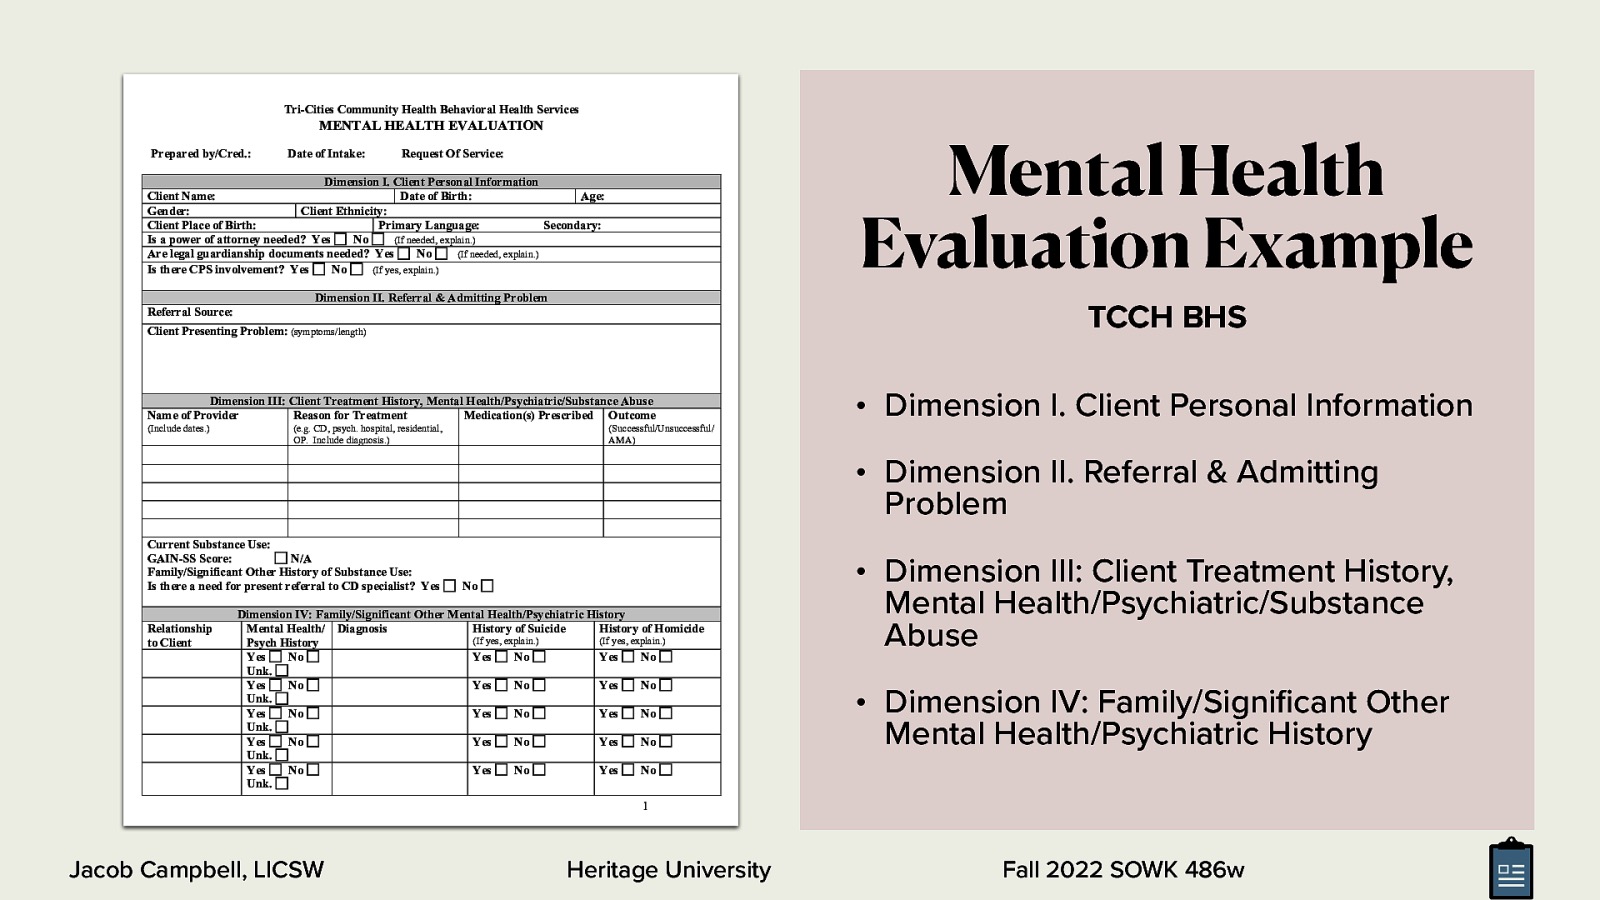 Tri-Cities Community Health Behavioral Health Services
MENTAL HEALTH EVALUATION
Prepared by/Cred.: Date of Intake: Request Of Service:
Dimension I. Client Personal Information
Client Name: Date of Birth: Age:
Gender: Client Ethnicity:
Client Place of Birth: Primary Language: Secondary:
Is a power of attorney needed? Yes No (If needed, explain.)
Are legal guardianship documents needed? Yes No (If needed, explain.)
Is there CPS involvement? Yes No (If yes, explain.)
Dimension II. Referral & Admitting Problem
Referral Source:
Client Presenting Problem: (symptoms/length)
Dimension III: Client Treatment History, Mental Health/Psychiatric/Substance Abuse
Name of Provider Reason for Treatment Medication(s) Prescribed Outcome
(Include dates.) (e.g. CD, psych. hospital, residential, (Successful/Unsuccessful/
OP. Include diagnosis.) AMA)
Current Substance Use:
GAIN-SS Score: N/A
Family/Significant Other History of Substance Use:
Is there a need for present referral to CD specialist? Yes No
Dimension IV: Family/Significant Other Mental Health/Psychiatric History
Relationship Mental Health/ Diagnosis History of Suicide History of Homicide
to Client Psych History (If yes, explain.) (If yes, explain.)
Yes No Yes No Yes No
Unk.
Yes No Yes No Yes No
Unk.
Yes No Yes No Yes No
Unk.
Yes No Yes No Yes No
Unk.
Yes No Yes No Yes No
Unk.
1
Mental Health
Evaluation Example
TCCH BHS
• Dimension I. Client Personal Information
• Dimension II. Referral & Admitting
Problem
• Dimension III: Client Treatment History,
Mental Health/Psychiatric/Substance
Abuse
• Dimension IV: Family/Significant Other
Mental Health/Psychiatric History
Jacob Campbell, LICSW Heritage University Fall 2022 SOWK 486w